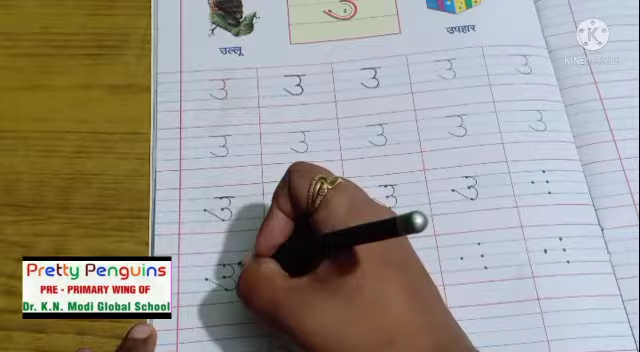 उल्लू
उपहार
उ उ उ उ उ
उ उ उ उ उ
उ उ उ
उ
K
KINEMASTER
Pretty Penguins
PRE - PRIMARY WING OF
Dr. K.N. Modi Global School